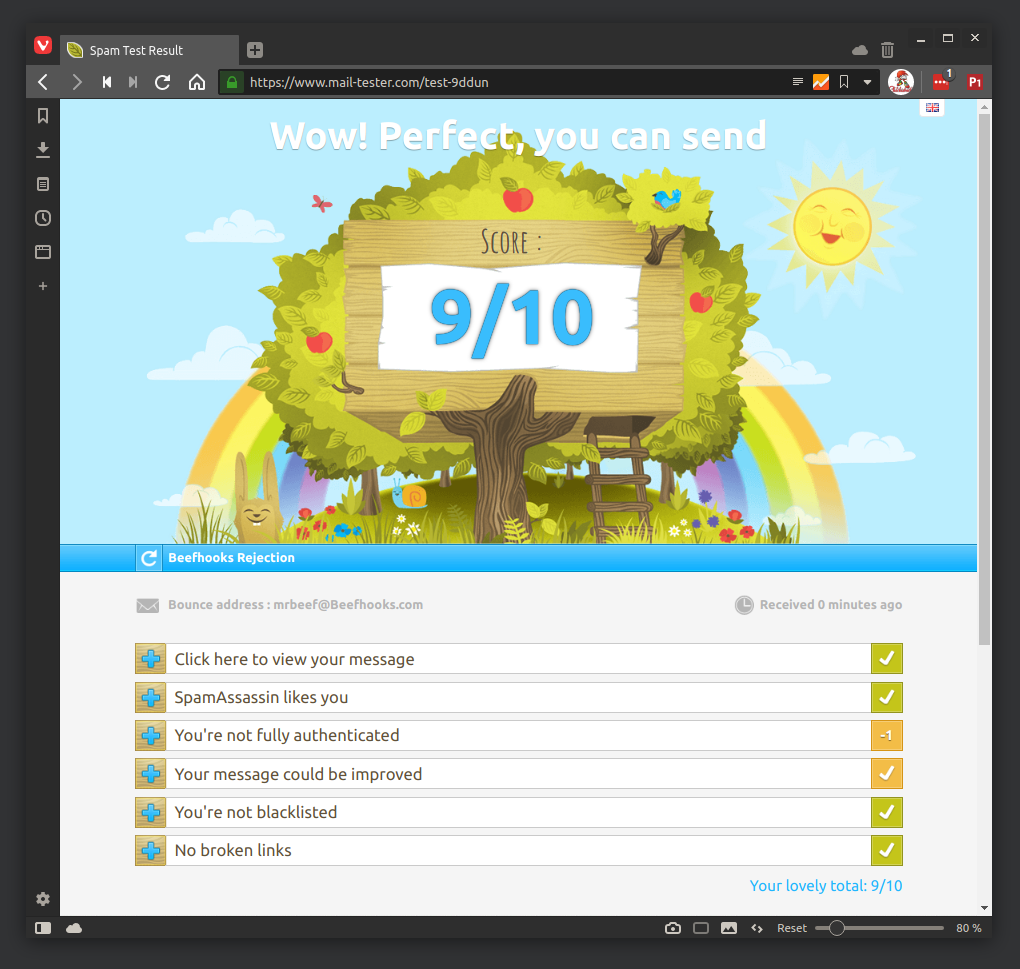 Spam Test Result
https://www.mail-tester.com/test-9ddun
1
P1
Wow! Perfect, you can send
Score :
9/10
Beefhooks Rejection
Bounce address : mrbeef@Beefhooks.com
Received 0 minutes ago
Click here to view your message
SpamAssassin likes you
You're not fully authenticated
-1
Your message could be improved
You're not blacklisted
No broken links
Your lovely total: 9/10
Reset
80 %